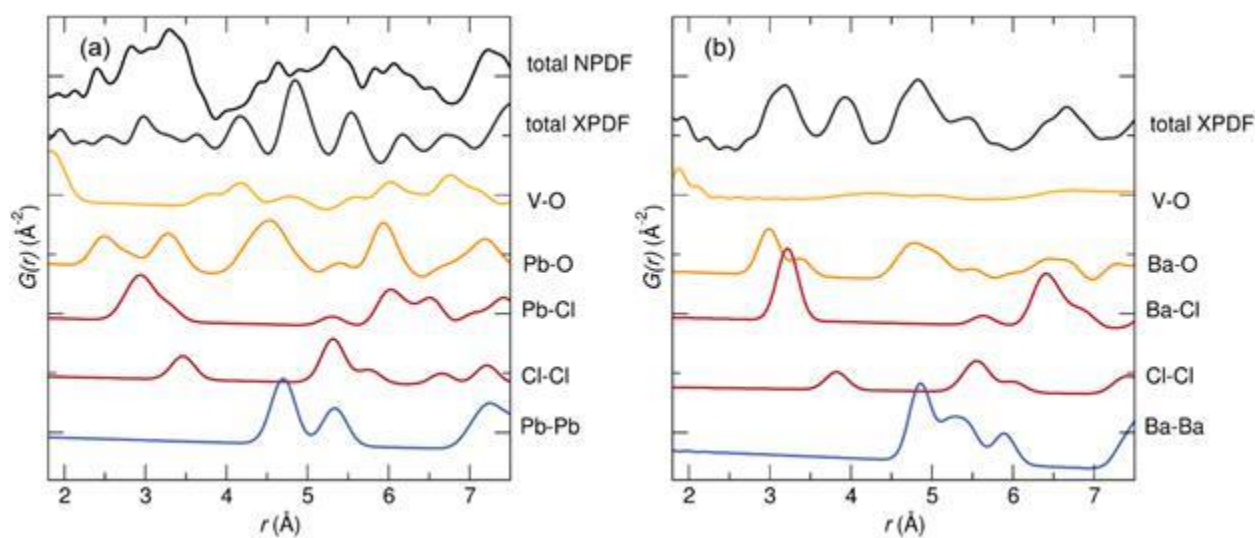 (a)
total NPDF
total XPDF
V-O
Pb-O
Pb-Cl
Cl-Cl
Pb-Pb
G(r) (Å⁻²)
2 3 4 5 6 7
r (Å)
(b)
total XPDF
V-O
Ba-O
Ba-Cl
Cl-Cl
Ba-Ba
G(r) (Å⁻²)
2 3 4 5 6 7
r (Å)